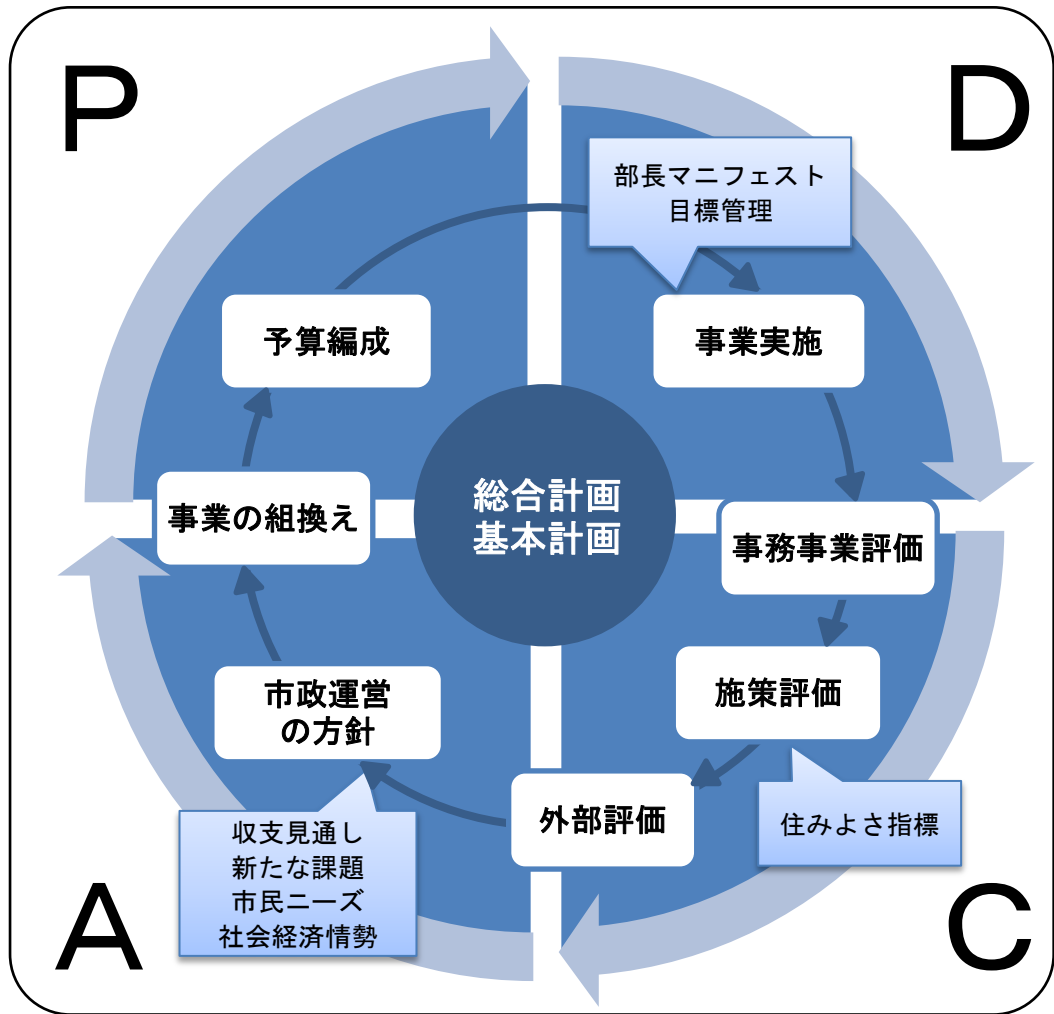 P
D
部長マニフェスト
目標管理
予算編成
事業実施
総合計画
基本計画
事業の組換え
事務事業評価
市政運営
の方針
施策評価
外部評価
住みよさ指標
収支見通し
新たな課題
市民ニーズ
社会経済情勢
A
C